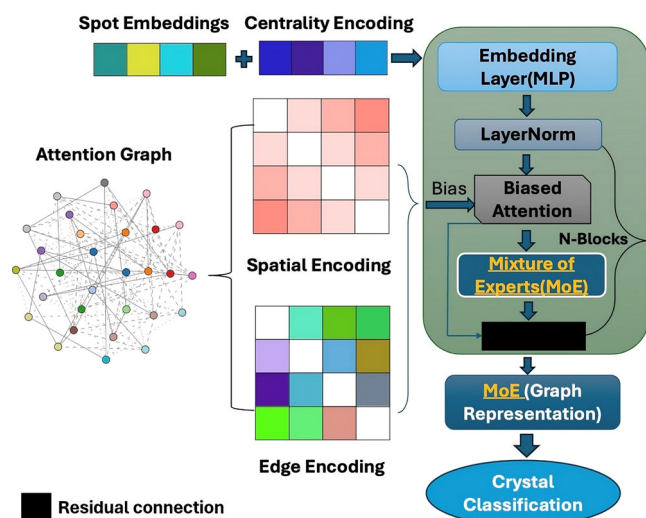 Spot Embeddings
Centrality Encoding
Embedding
Layer(MLP)
LayerNorm
Attention Graph
Bias
Biased
Attention
N-Blocks
Spatial Encoding
Mixture of
Experts(MoE)
MoE (Graph
Representation)
Edge Encoding
Crystal
Classification
Residual connection